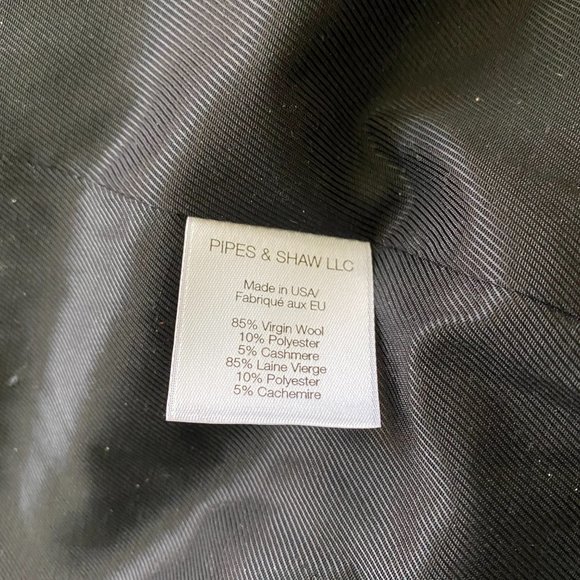 PIPES & SHAW LLC
Made in USA/
Fabriqué aux EU
85% Virgin Wool
10% Polyester
5% Cashmere
85% Laine Vierge
10% Polyester
5% Cachemire